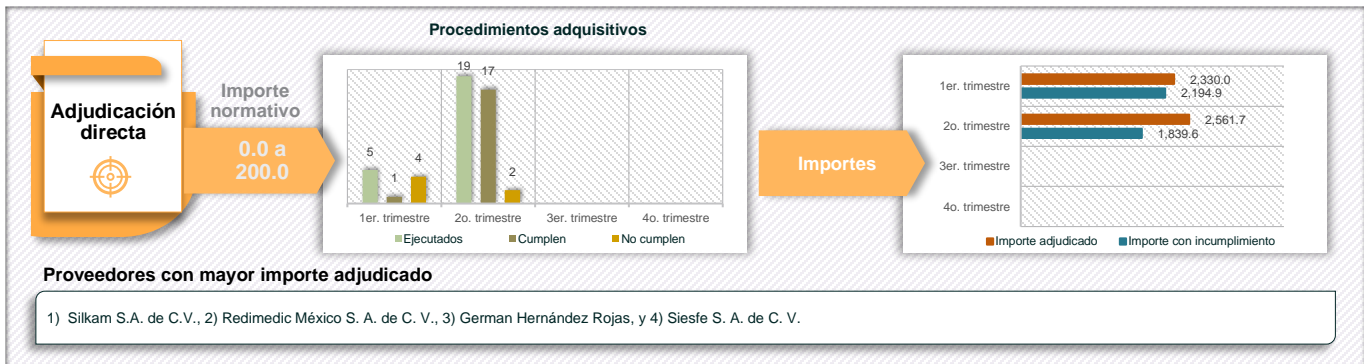 Procedimientos adquisitivos
Adjudicación
directa
Importe
normativo
0.0 a
200.0
5
1
4
19
17
2
1er. trimestre
2o. trimestre
3er. trimestre
4o. trimestre
Ejecutados
Cumplen
No cumplen
Importes
1er. trimestre
2,330.0
2,194.9
2o. trimestre
2,561.7
1,839.6
3er. trimestre
4o. trimestre
Importe adjudicado
Importe con incumplimiento
Proveedores con mayor importe adjudicado
1) Silkam S.A. de C.V., 2) Redimedic México S. A. de C. V., 3) German Hernández Rojas, y 4) Siesfe S. A. de C. V.